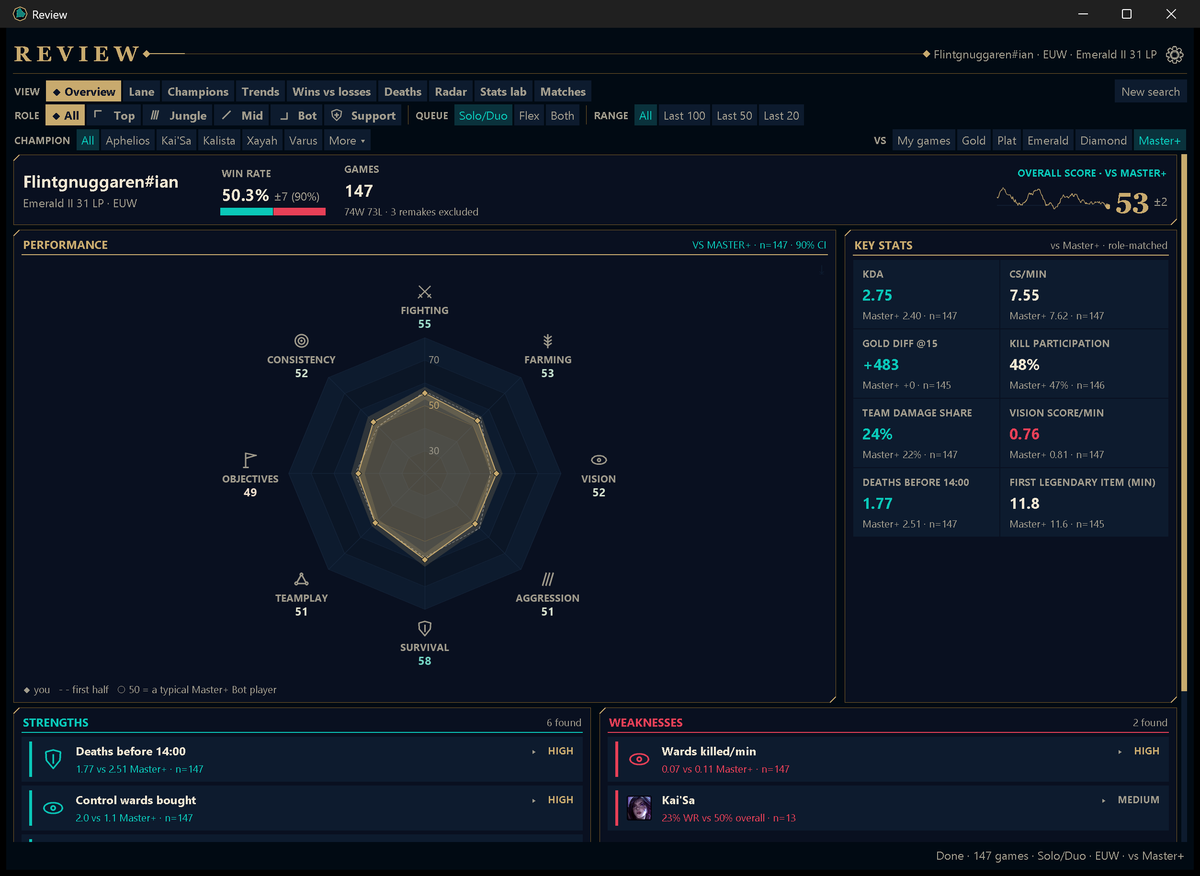 Review
REVIEW
Flintgnuggaren#ian · EUW · Emerald II 31 LP
VIEW Overview Lane Champions Trends Wins vs losses Deaths Radar Stats lab Matches New search
ROLE All Top Jungle Mid Bot Support QUEUE Solo/Duo Flex Both RANGE All Last 100 Last 50 Last 20
CHAMPION All Aphelios Kai'Sa Kalista Xayah Varus More VS My games Gold Plat Emerald Diamond Master+
Flintgnuggaren#ian
Emerald II 31 LP · EUW
WIN RATE
50.3% ±7 (90%)
GAMES
147
74W 73L · 3 remakes excluded
OVERALL SCORE · VS MASTER+
53 ±2
PERFORMANCE
VS MASTER+ · n=147 · 90% CI
FIGHTING
55
CONSISTENCY
52
FARMING
53
70
50
30
OBJECTIVES
49
VISION
52
TEAMPLAY
51
AGGRESSION
51
SURVIVAL
58
you - - first half 50 = a typical Master+ Bot player
KEY STATS
vs Master+ · role-matched
KDA
2.75
Master+ 2.40 · n=147
CS/MIN
7.55
Master+ 7.62 · n=147
GOLD DIFF @15
+483
Master+ +0 · n=145
KILL PARTICIPATION
48%
Master+ 47% · n=146
TEAM DAMAGE SHARE
24%
Master+ 22% · n=147
VISION SCORE/MIN
0.76
Master+ 0.81 · n=147
DEATHS BEFORE 14:00
1.77
Master+ 2.51 · n=147
FIRST LEGENDARY ITEM (MIN)
11.8
Master+ 11.6 · n=145
STRENGTHS
6 found
Deaths before 14:00
HIGH
1.77 vs 2.51 Master+ · n=147
Control wards bought
HIGH
2.0 vs 1.1 Master+ · n=147
WEAKNESSES
2 found
Wards killed/min
HIGH
0.07 vs 0.11 Master+ · n=147
Kai'Sa
MEDIUM
23% WR vs 50% overall · n=13
Done · 147 games · Solo/Duo · EUW · vs Master+